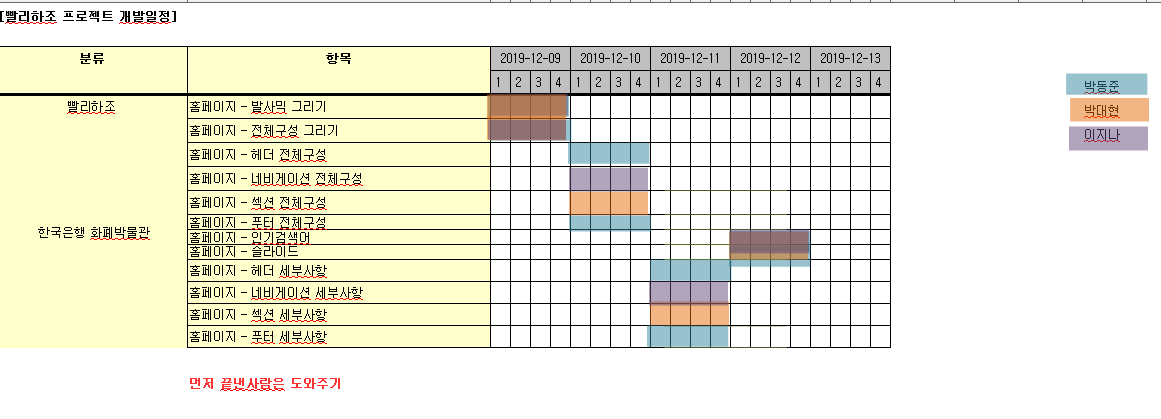 [빨리하조 프로젝트 개발일정]
분류 항목 2019-12-09 2019-12-10 2019-12-11 2019-12-12 2019-12-13
1 2 3 4 1 2 3 4 1 2 3 4 1 2 3 4 1 2 3 4
박동준
박대현
이지나
빨리하조 홈페이지 - 발사믹 그리기
홈페이지 - 전체구성 그리기
홈페이지 - 헤더 전체구성
홈페이지 - 네비게이션 전체구성
홈페이지 - 섹션 전체구성
홈페이지 - 푸터 전체구성
한국은행 화폐박물관 홈페이지 - 인기검색어
홈페이지 - 슬라이드
홈페이지 - 헤더 세부사항
홈페이지 - 네비게이션 세부사항
홈페이지 - 섹션 세부사항
홈페이지 - 푸터 세부사항
먼저 끝낸사람은 도와주기